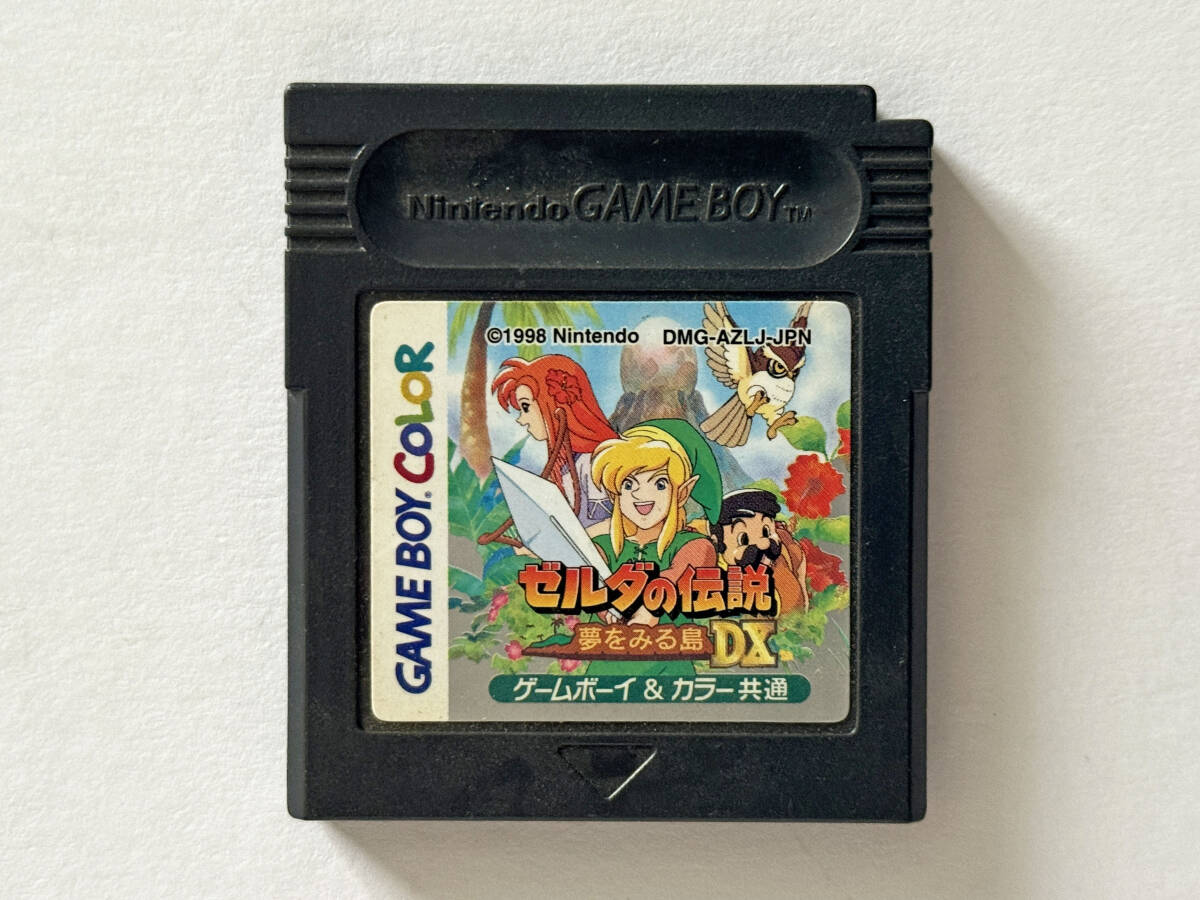 Nintendo GAME BOY TM
©1998 Nintendo DMG-AZLJ-JPN
GAME BOY® COLOR
ゼルダの伝説
夢をみる島 DX
ゲームボーイ & カラー 共通